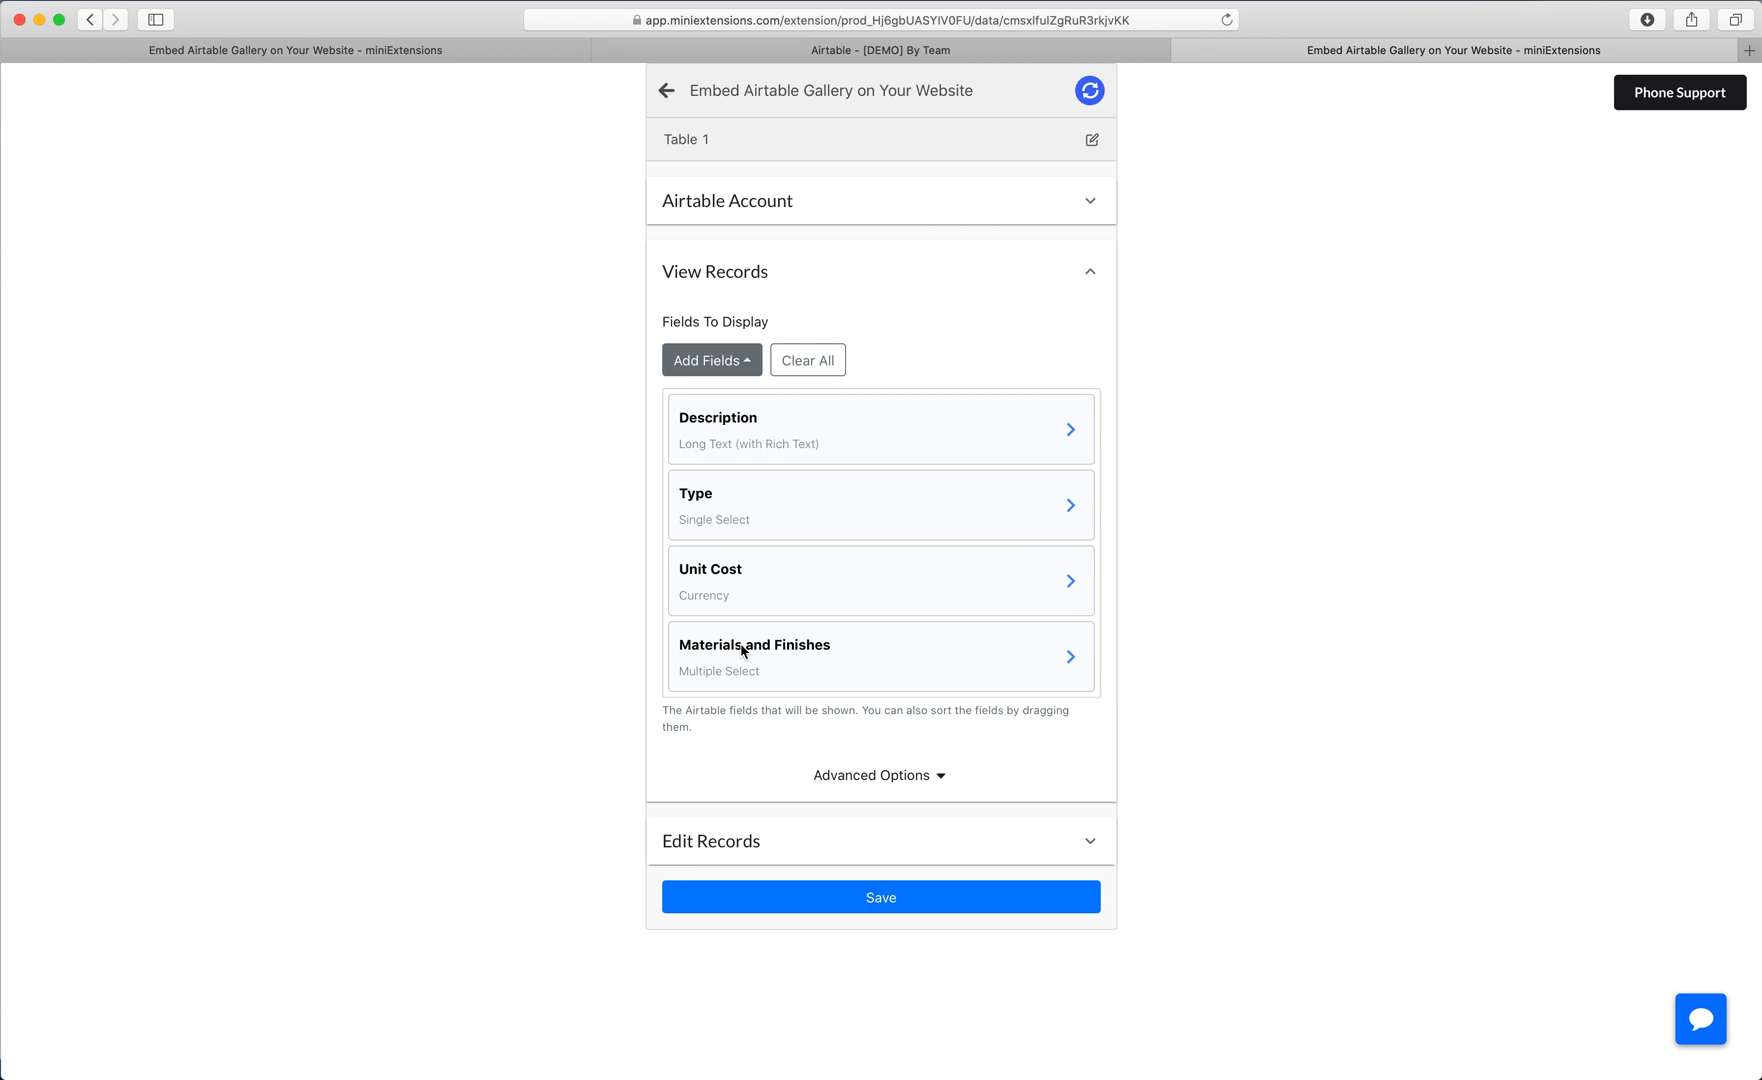 app.miniextensions.com/extension/prod_Hj6gbUASYIV0FU/data/cmsxlfulZgRuR3rkjvKK
Embed Airtable Gallery on Your Website - miniExtensions
Airtable - [DEMO] By Team
Embed Airtable Gallery on Your Website - miniExtensions
Embed Airtable Gallery on Your Website
Phone Support
Table 1
Airtable Account
View Records
Fields To Display
Add Fields
Clear All
Description
Long Text (with Rich Text)
Type
Single Select
Unit Cost
Currency
Materials and Finishes
Multiple Select
The Airtable fields that will be shown. You can also sort the fields by dragging
them.
Advanced Options
Edit Records
Save